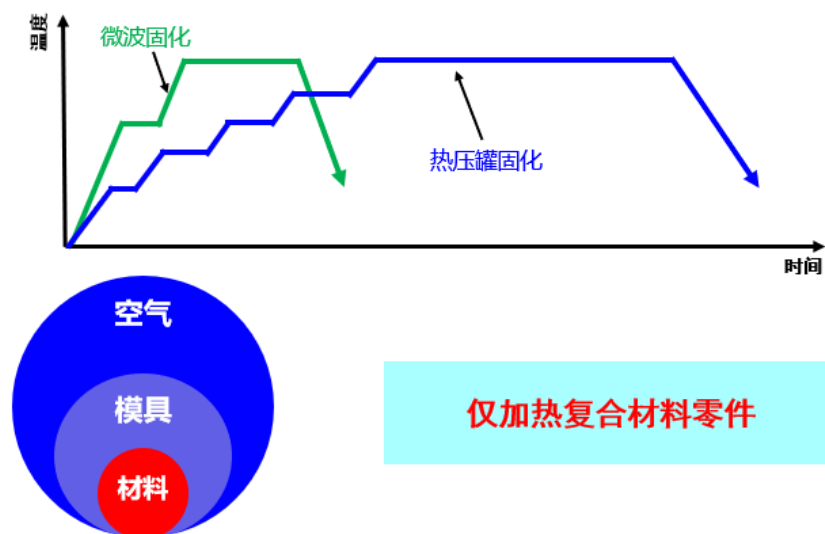 温度
微波固化
热压罐固化
时间
空气
模具
材料
仅加热复合材料零件